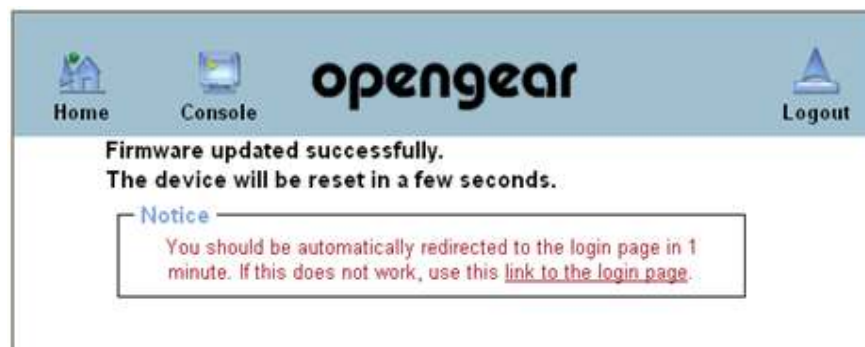 opengear
Home
Console
Logout
Firmware updated successfully.
The device will be reset in a few seconds.
Notice
You should be automatically redirected to the login page in 1
minute. If this does not work, use this link to the login page.